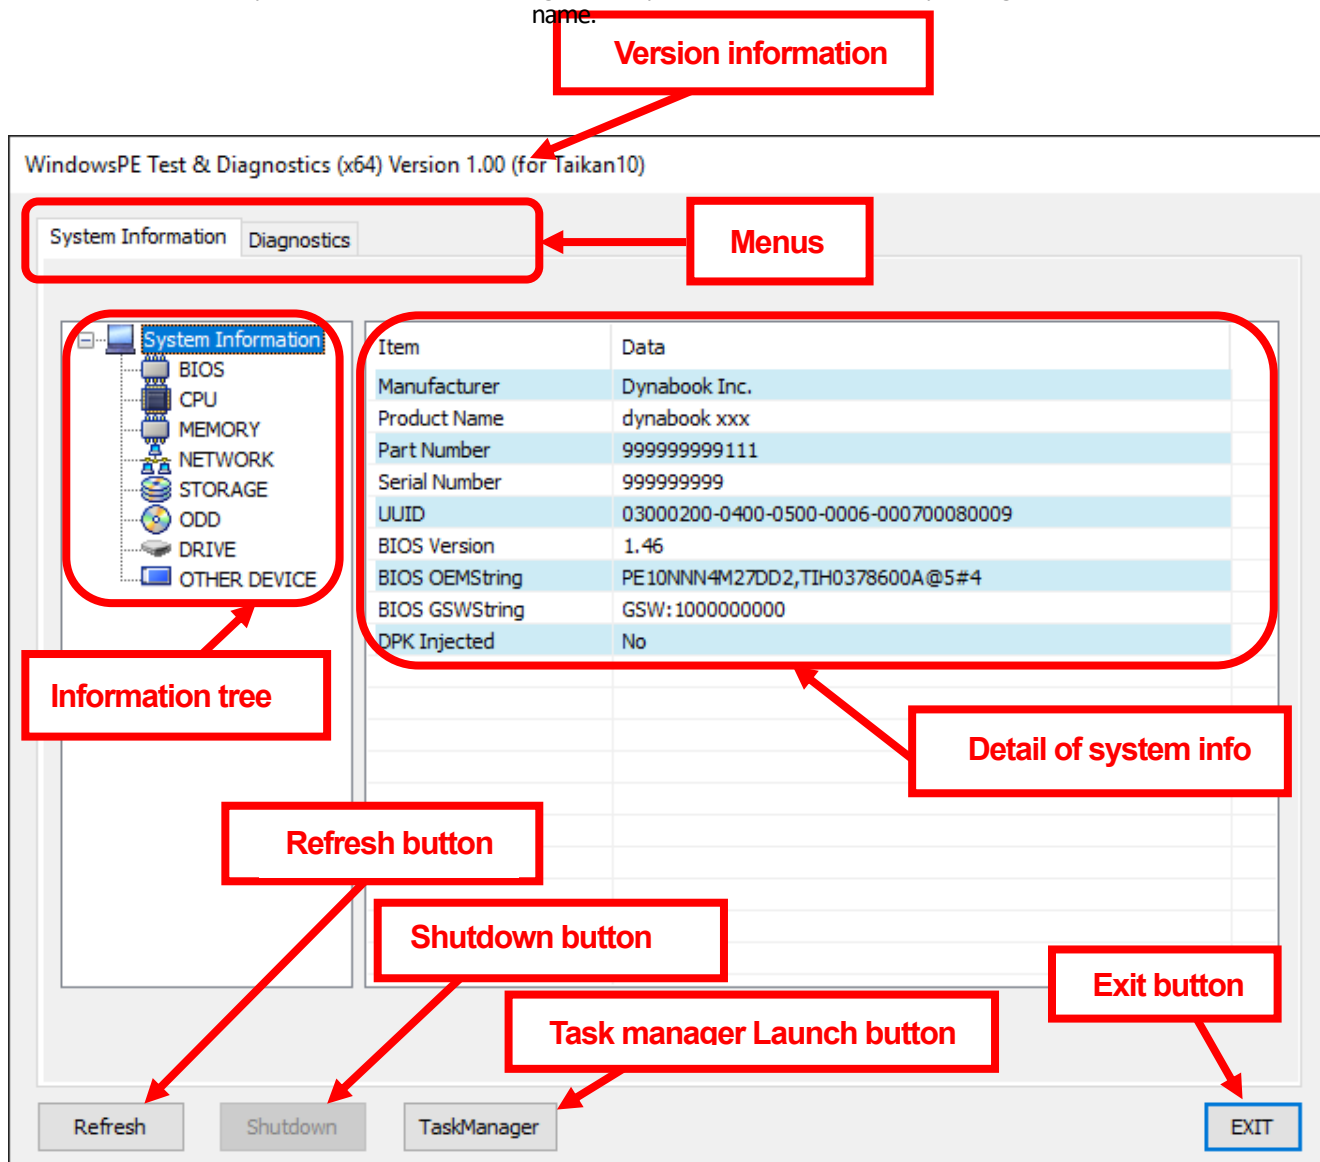 name.
Version information
WindowsPE Test & Diagnostics (x64) Version 1.00 (for Taikan10)
System Information Diagnostics
Menus
System Information
BIOS
CPU
MEMORY
NETWORK
STORAGE
ODD
DRIVE
OTHER DEVICE
Item Data
Manufacturer Dynabook Inc.
Product Name dynabook xxx
Part Number 999999999111
Serial Number 999999999
UUID 03000200-0400-0500-0006-000700080009
BIOS Version 1.46
BIOS OEMString PE10NNN4M27DD2,TIH0378600A@5#4
BIOS GSWString GSW:1000000000
DPK Injected No
Information tree
Detail of system info
Refresh button
Shutdown button
Exit button
Task manager Launch button
Refresh Shutdown TaskManager EXIT